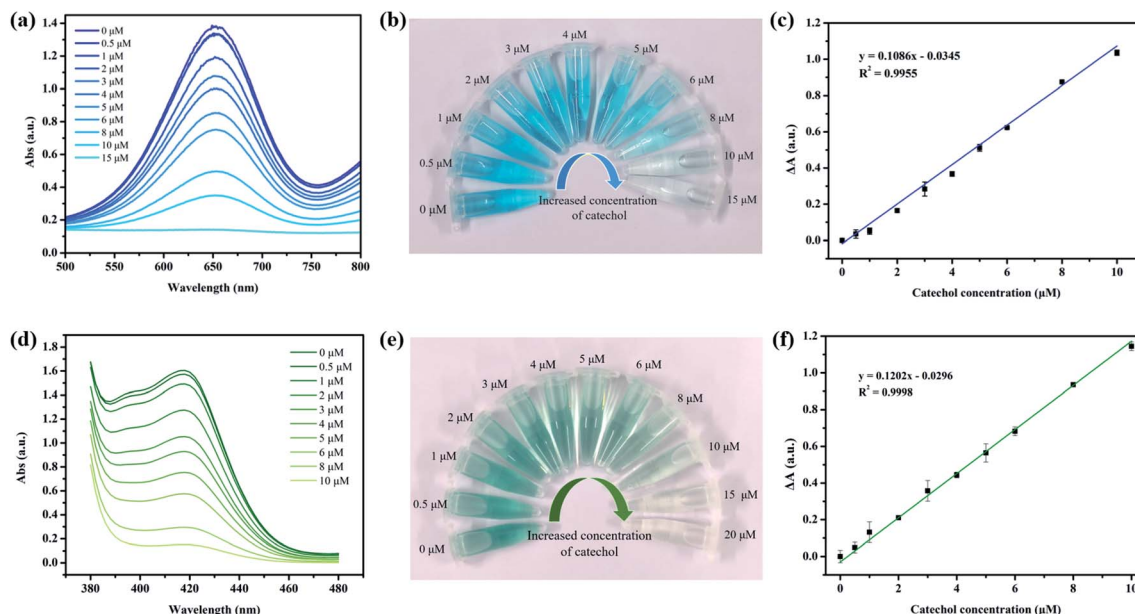 (a)
1.4
1.2
1.0
0.8
0.6
0.4
0.2
0.0
Abs (a.u.)
0 µM
0.5 µM
1 µM
2 µM
3 µM
4 µM
5 µM
6 µM
8 µM
10 µM
15 µM
500 550 600 650 700 750 800
Wavelength (nm)
(b)
0 µM
0.5 µM
1 µM
2 µM
3 µM
4 µM
5 µM
6 µM
8 µM
10 µM
15 µM
Increased concentration
of catechol
(c)
1.2
1.0
0.8
0.6
0.4
0.2
0.0
ΔA (a.u.)
y = 0.1086x - 0.0345
R² = 0.9955
0 2 4 6 8 10
Catechol concentration (µM)
(d)
2.0
1.8
1.6
1.4
1.2
1.0
0.8
0.6
0.4
0.2
0.0
Abs (a.u.)
0 µM
0.5 µM
1 µM
2 µM
3 µM
4 µM
5 µM
6 µM
8 µM
10 µM
380 400 420 440 460 480
Wavelength (nm)
(e)
0 µM
0.5 µM
1 µM
2 µM
3 µM
4 µM
5 µM
6 µM
8 µM
10 µM
15 µM
20 µM
Increased concentration
of catechol
(f)
1.2
1.0
0.8
0.6
0.4
0.2
0.0
ΔA (a.u.)
y = 0.1202x - 0.0296
R² = 0.9998
0 2 4 6 8 10
Catechol concentration (µM)